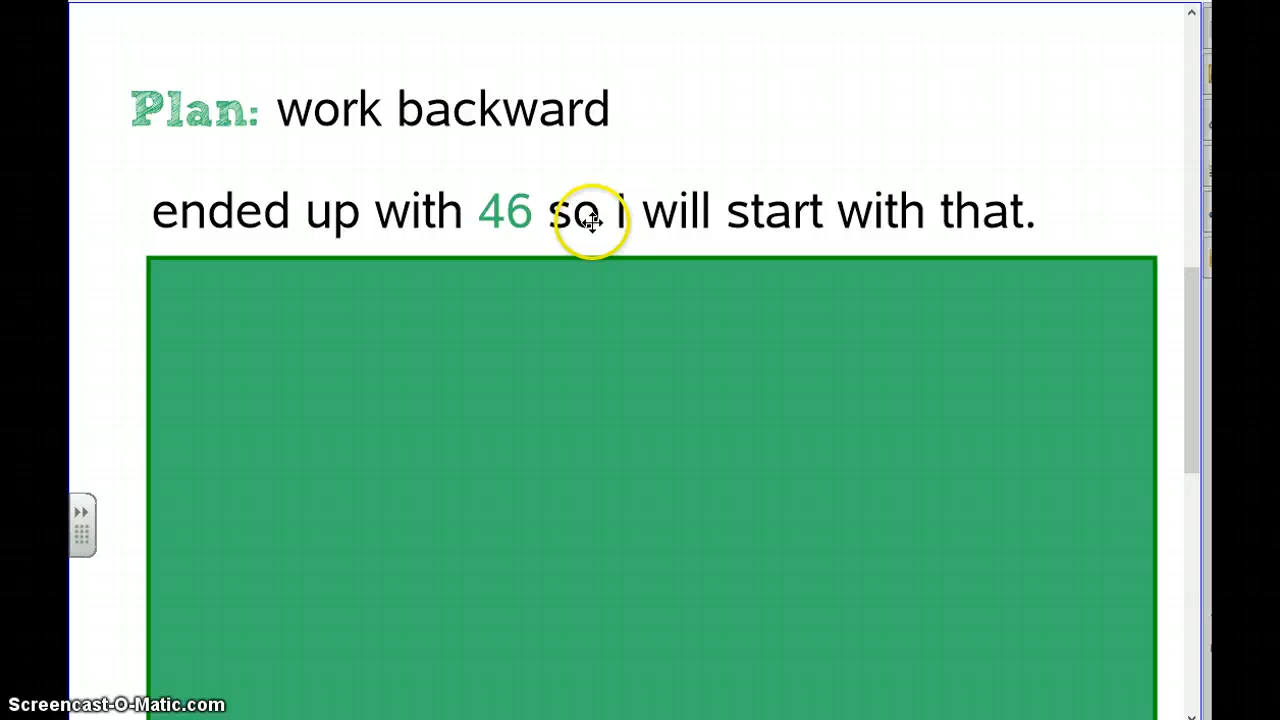 Plan: work backward
ended up with 46 so I will start with that.
Screencast-O-Matic.com